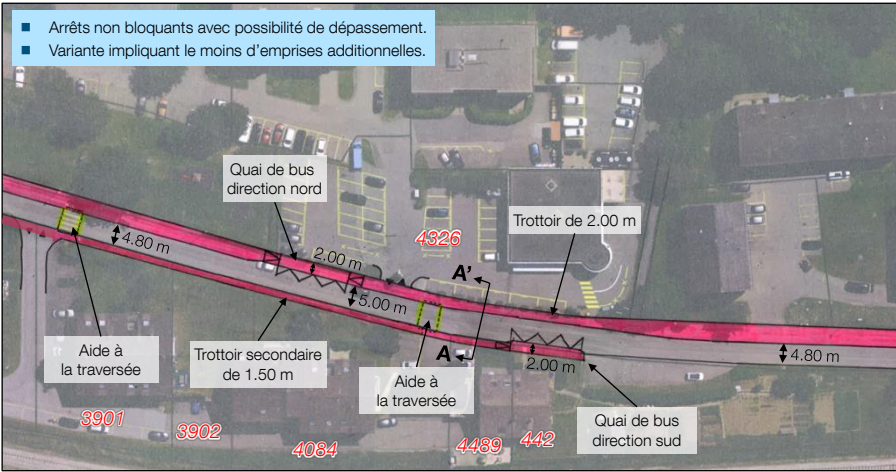 Arrêts non bloquants avec possibilité de dépassement.
Variante impliquant le moins d'emprises additionnelles.
Quai de bus
direction nord
Trottoir de 2.00 m
4326
2.00 m
4.80 m
A'
5.00 m
Aide à
la traversée
Trottoir secondaire
de 1.50 m
A
Aide à
la traversée
2.00 m
4.80 m
Quai de bus
direction sud
3901
3902
4084
4489
442